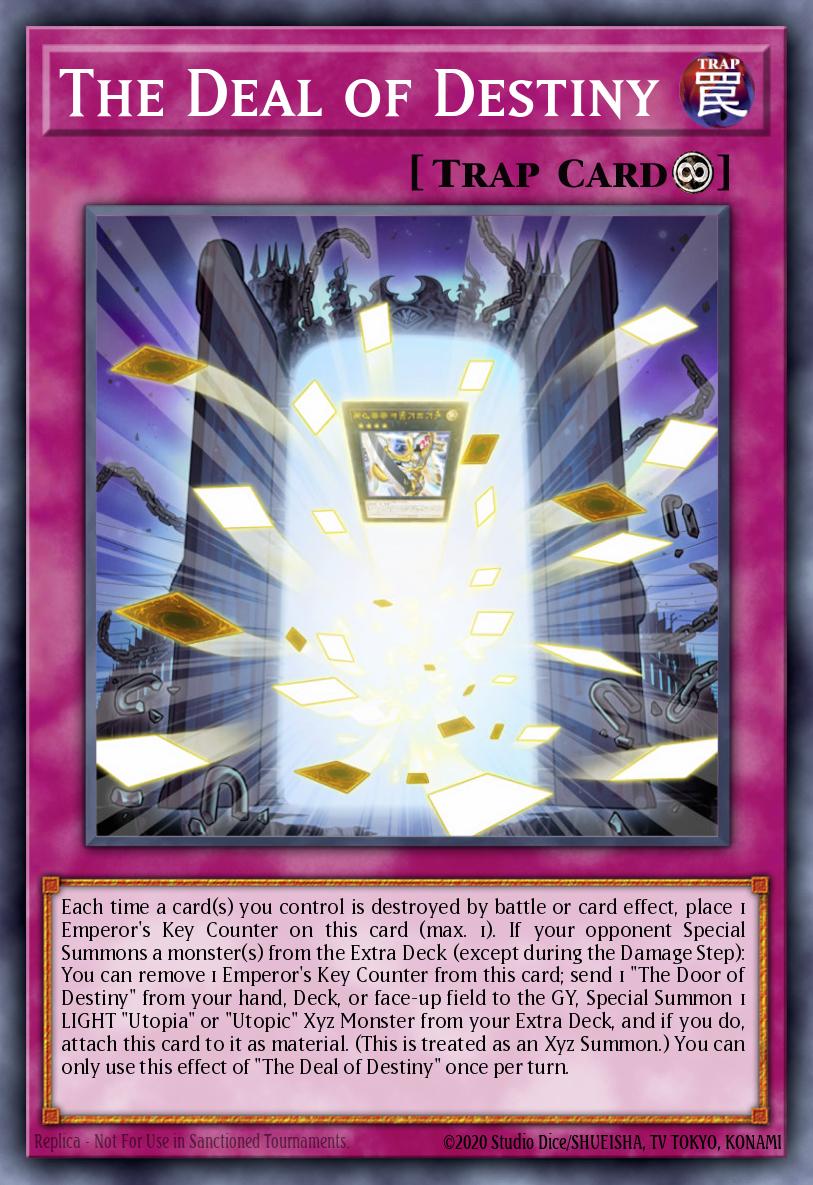 The Deal of Destiny
TRAP
罠
[Trap Card]
Each time a card(s) you control is destroyed by battle or card effect, place 1
Emperor's Key Counter on this card (max. 1). If your opponent Special
Summons a monster(s) from the Extra Deck (except during the Damage Step):
You can remove 1 Emperor's Key Counter from this card; send 1 "The Door of
Destiny" from your hand, Deck, or face-up field to the GY, Special Summon 1
LIGHT "Utopia" or "Utopic" Xyz Monster from your Extra Deck, and if you do,
attach this card to it as material. (This is treated as an Xyz Summon.) You can
only use this effect of "The Deal of Destiny" once per turn.
Replica - Not For Use in Sanctioned Tournaments.
©2020 Studio Dice/SHUEISHA, TV TOKYO, KONAMI